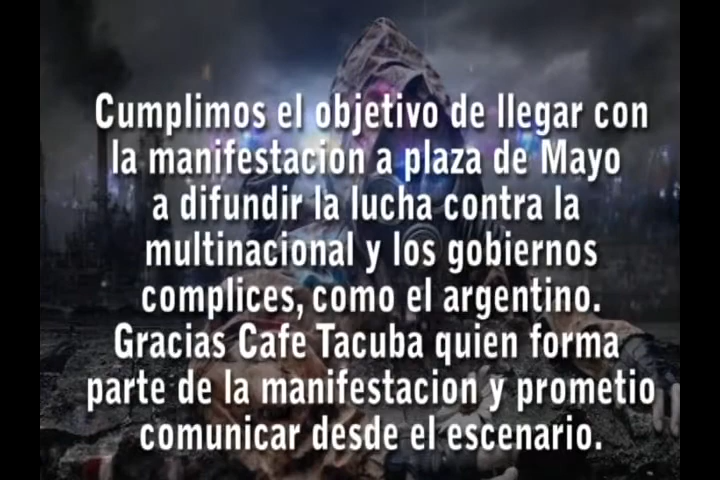 Cumplimos el objetivo de llegar con
la manifestacion a plaza de Mayo
a difundir la lucha contra la
multinacional y los gobiernos
complices, como el argentino.
Gracias Cafe Tacuba quien forma
parte de la manifestacion y prometio
comunicar desde el escenario.